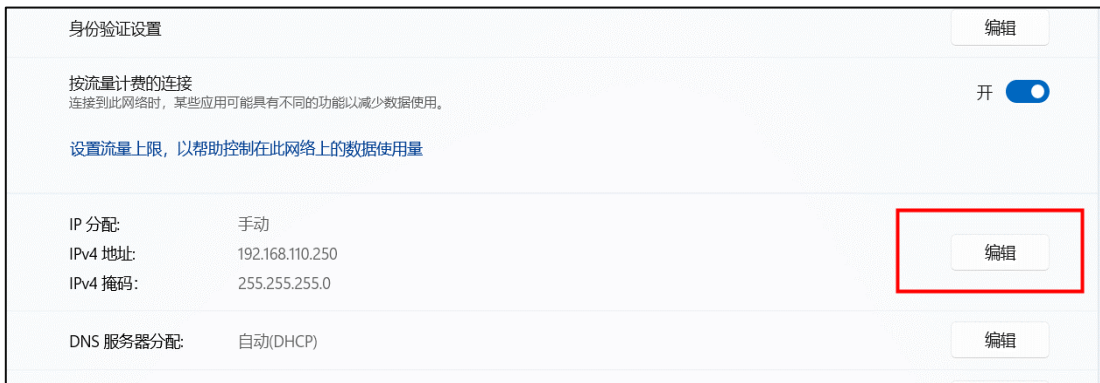 身份验证设置 编辑
按流量计费的连接
连接到此网络时，某些应用可能具有不同的功能以减少数据使用。
开
设置流量上限，以帮助控制在此网络上的数据使用量
IP 分配: 手动
IPv4 地址: 192.168.110.250 编辑
IPv4 掩码: 255.255.255.0
DNS 服务器分配: 自动(DHCP) 编辑